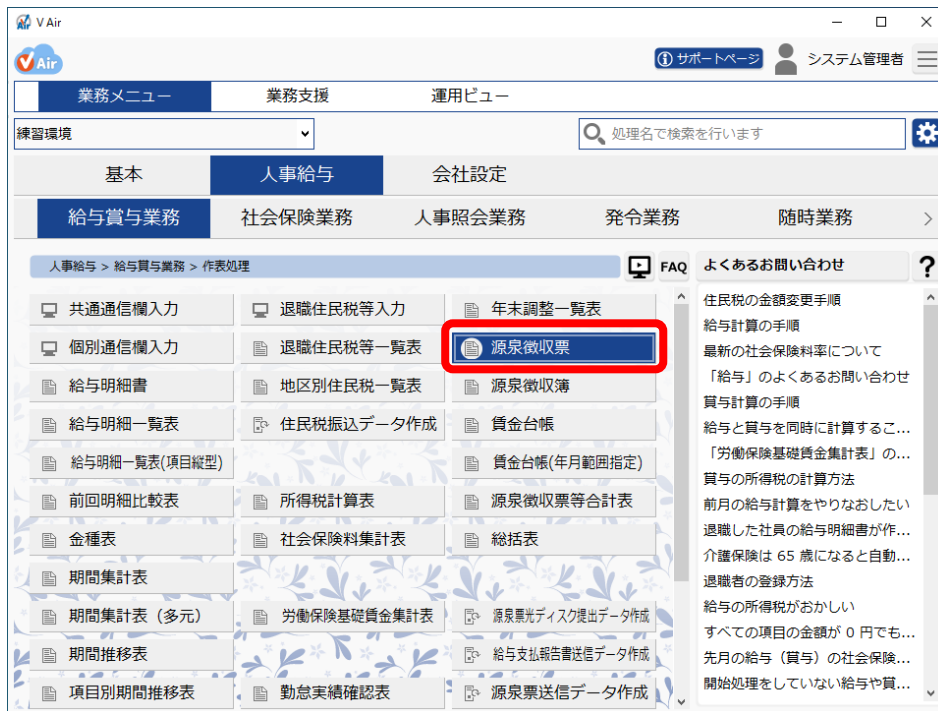 V Air
V Air
サポートページ
システム管理者
業務メニュー 業務支援 運用ビュー
練習環境
処理名で検索を行います
基本 人事給与 会社設定
給与賞与業務 社会保険業務 人事照会業務 発令業務 随時業務
人事給与 > 給与賞与業務 > 作表処理
FAQ
よくあるお問い合わせ
?
共通通信欄入力 退職住民税等入力 年末調整一覧表
個別通信欄入力 退職住民税等一覧表 源泉徴収票
給与明細書 地区別住民税一覧表 源泉徴収簿
給与明細一覧表 住民税振込データ作成 賃金台帳
給与明細一覧表(項目縦型) 賃金台帳(年月範囲指定)
前回明細比較表 所得税計算表 源泉徴収票等合計表
金種表 社会保険料集計表 総括表
期間集計表
期間集計表（多元） 労働保険基礎賃金集計表 源泉票光ディスク提出データ作成
期間推移表 給与支払報告書送信データ作成
項目別期間推移表 勤怠実績確認表 源泉票送信データ作成
住民税の金額変更手順
給与計算の手順
最新の社会保険料率について
「給与」のよくあるお問い合わせ
賞与計算の手順
給与と賞与を同時に計算するこ...
「労働保険基礎賃金集計表」の...
賞与の所得税の計算方法
前月の給与計算をやりなおしたい
退職した社員の給与明細書が作...
介護保険は 65 歳になると自動...
退職者の登録方法
給与の所得税がおかしい
すべての項目の金額が 0 円でも...
先月の給与（賞与）の社会保険...
開始処理をしていない給与や賞...